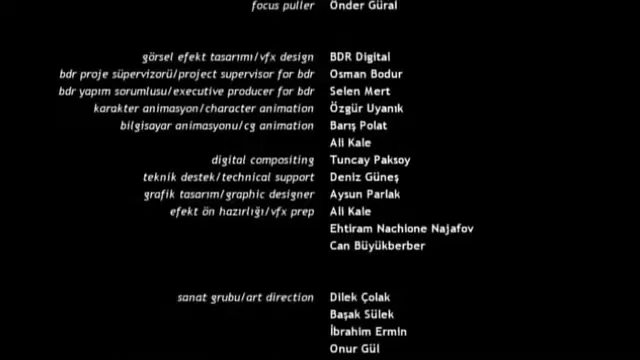 focus puller Önder Güral
görsel efekt tasarımı/vfx design BDR Digital
bdr proje süpervizorü/project supervisor for bdr Osman Bodur
bdr yapım sorumlusu/executive producer for bdr Selen Mert
karakter animasyon/character animation Özgür Uyanık
bilgisayar animasyonu/cg animation Barış Polat
Ali Kale
digital compositing Tuncay Paksoy
teknik destek/technical support Deniz Güneş
grafik tasarım/graphic designer Aysun Parlak
efekt ön hazırlığı/vfx prep Ali Kale
Ehtiram Nachione Najafov
Can Büyükberber
sanat grubu/art direction Dilek Çolak
Başak Sülek
İbrahim Ermin
Onur Gül